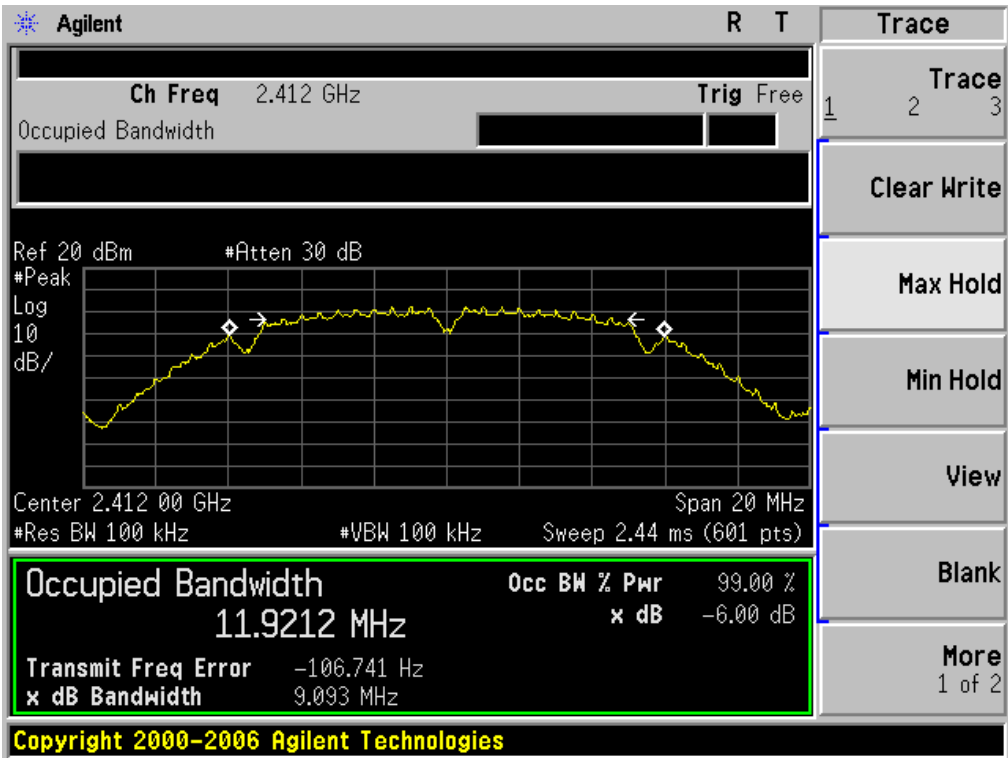 Agilent R T
Ch Freq 2.412 GHz Trig Free
Occupied Bandwidth
Ref 20 dBm #Atten 30 dB
#Peak
Log
10
dB/
Center 2.412 00 GHz Span 20 MHz
#Res BW 100 kHz #VBW 100 kHz Sweep 2.44 ms (601 pts)
Occupied Bandwidth
11.9212 MHz
Occ BW % Pwr 99.00 %
x dB -6.00 dB
Transmit Freq Error -106.741 Hz
x dB Bandwidth 9.093 MHz
Copyright 2000-2006 Agilent Technologies
Trace
Trace
1 2 3
Clear Write
Max Hold
Min Hold
View
Blank
More
1 of 2